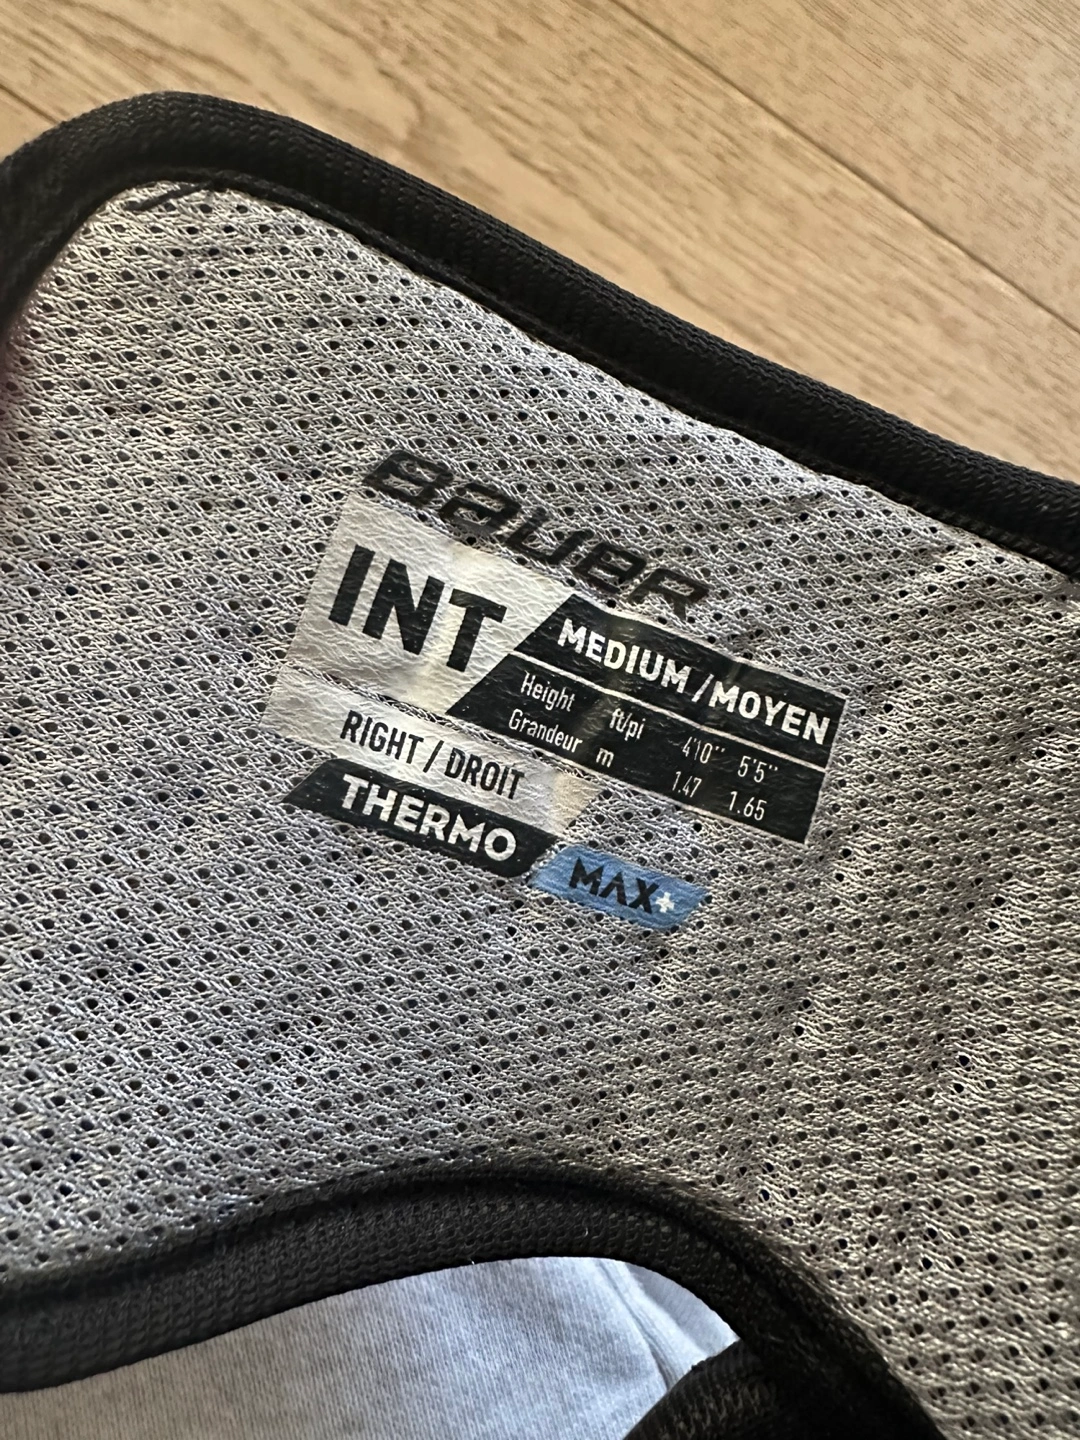 BAUER
INT
MEDIUM / MOYEN
Height ft/pi 4'10" 5'5"
Grandeur m 1.47 1.65
RIGHT / DROIT
THERMO
MAX+